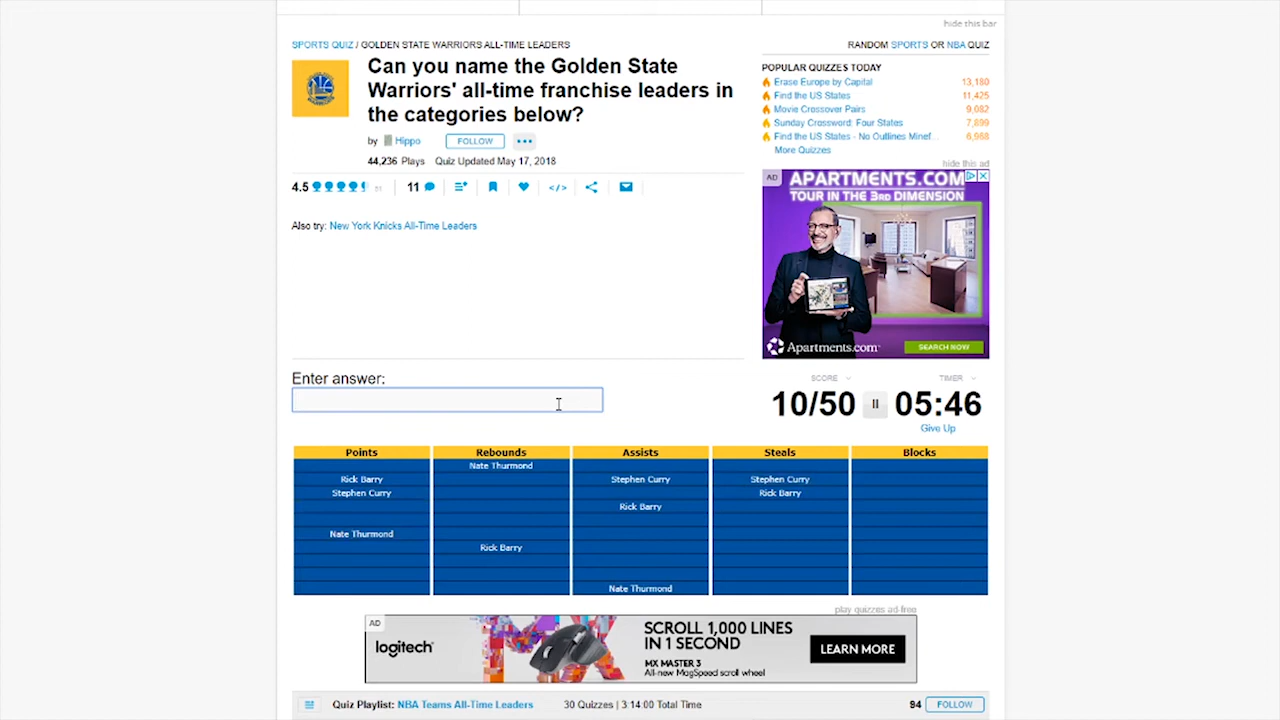 hide this bar
SPORTS QUIZ / GOLDEN STATE WARRIORS ALL-TIME LEADERS
RANDOM SPORTS OR NBA QUIZ
Can you name the Golden State
Warriors' all-time franchise leaders in
the categories below?
by Hippo FOLLOW
44,236 Plays Quiz Updated May 17, 2018
4.5 11
Also try: New York Knicks All-Time Leaders
POPULAR QUIZZES TODAY
Erase Europe by Capital 13,180
Find the US States 11,425
Movie Crossover Pairs 9,082
Sunday Crossword: Four States 7,899
Find the US States - No Outlines Minef... 6,968
More Quizzes
hide this ad
AD
APARTMENTS.COM
TOUR IN THE 3RD DIMENSION
Apartments.com
SEARCH NOW
Enter answer:
SCORE TIMER
10/50 05:46
Give Up
Points Rebounds Assists Steals Blocks
Nate Thurmond
Rick Barry Stephen Curry Stephen Curry
Stephen Curry Rick Barry
Rick Barry
Nate Thurmond
Rick Barry
Nate Thurmond
play quizzes ad-free
AD
logitech
SCROLL 1,000 LINES
IN 1 SECOND
MX MASTER 3
All-new MagSpeed scroll wheel
LEARN MORE
Quiz Playlist: NBA Teams All-Time Leaders 30 Quizzes | 3:14:00 Total Time 94 FOLLOW